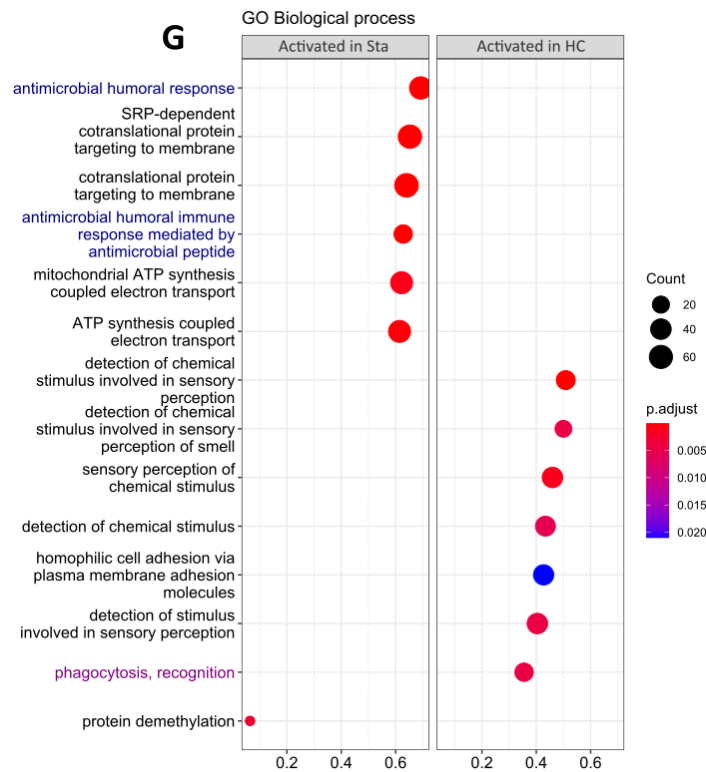 G
GO Biological process
Activated in Sta
Activated in HC
antimicrobial humoral response
SRP-dependent
cotranslational protein
targeting to membrane
cotranslational protein
targeting to membrane
antimicrobial humoral immune
response mediated by
antimicrobial peptide
mitochondrial ATP synthesis
coupled electron transport
ATP synthesis coupled
electron transport
detection of chemical
stimulus involved in sensory
perception
detection of chemical
stimulus involved in sensory
perception of smell
sensory perception of
chemical stimulus
detection of chemical stimulus
homophilic cell adhesion via
plasma membrane adhesion
molecules
detection of stimulus
involved in sensory perception
phagocytosis, recognition
protein demethylation
0.2 0.4 0.6
0.2 0.4 0.6
Count
20
40
60
p.adjust
0.005
0.015
0.020